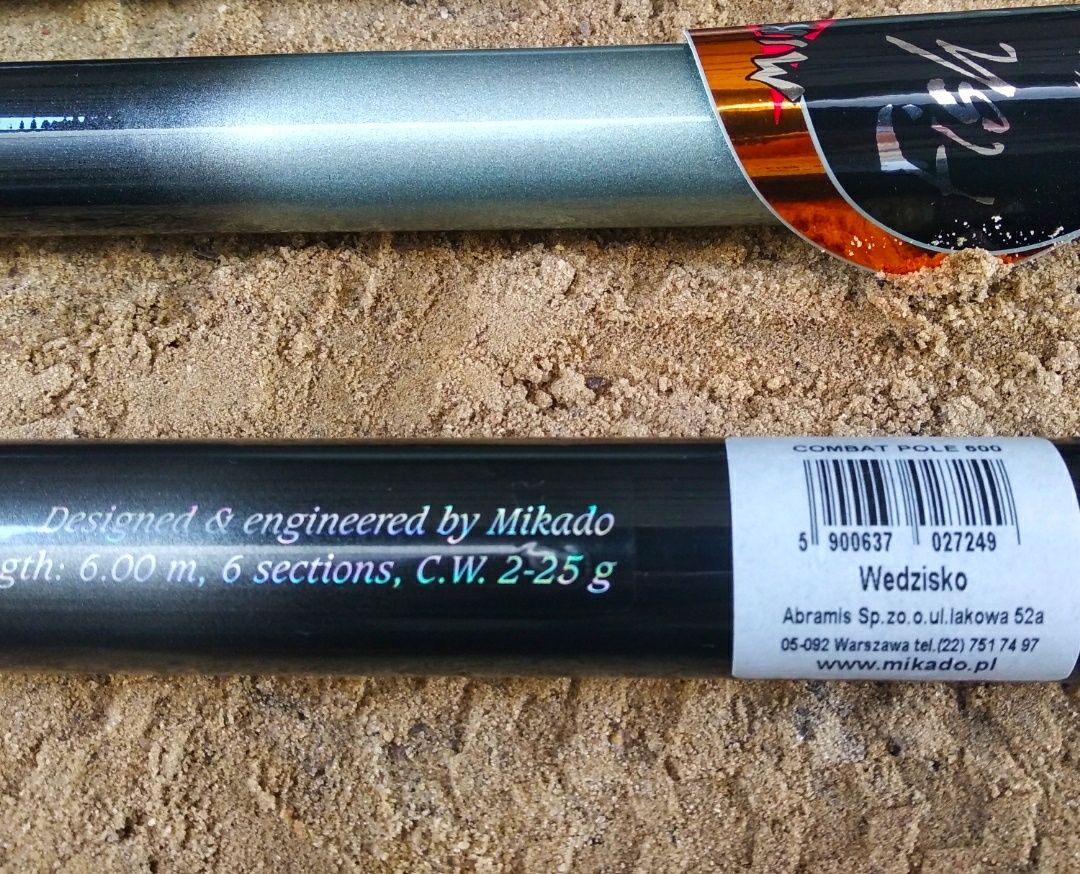 Designed & engineered by Mikado
gth: 6.00 m, 6 sections, C.W. 2-25 g
COMBAT POLE 600
5 900637 027249
Wedzisko
Abramis Sp.zo.o.ul.lakowa 52a
05-092 Warszawa tel.(22) 751 74 97
www.mikado.pl